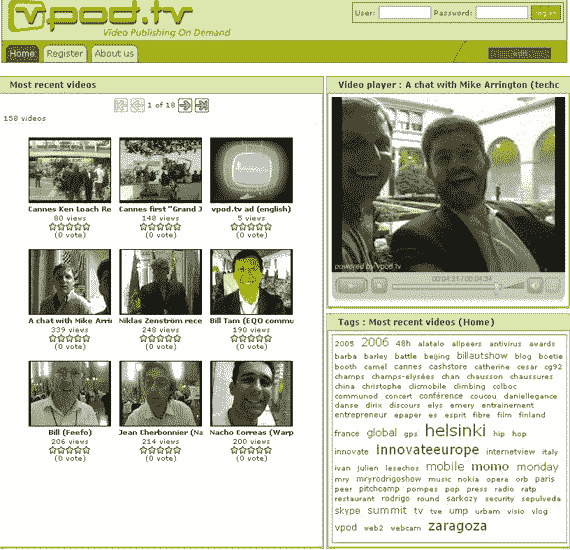 vpod.tv
Video Publishing On Demand
User: Password: log in
Home Register About us
Most recent videos
1 of 18
158 videos
Cannes Ken Loach Re
80 views
(0 vote)
Cannes first "Grand J
148 views
(0 vote)
vpod.tv ad (english)
5 views
(0 vote)
A chat with Mike Arrin
339 views
(0 vote)
Niklas Zenström rece
248 views
(0 vote)
Bill Tam (EQO commu
190 views
(0 vote)
Bill (Feefo)
206 views
(0 vote)
Jean Cherbonnier (Na
214 views
(0 vote)
Nacho Correas (Warp
200 views
(0 vote)
Video player : A chat with Mike Arrington (techc
powered by vpod.tv
00:04:31 / 00:04:34
Tags : Most recent videos (Home)
2005 2006 48h alatalo allpeers antivirus awards
barba barley battle beijing billautshow blog boetie
booth camel cannes cashstore catherine cesar cg92
champs champs-elysées chan chausson chaussures
china christophe clicmobile climbing colboc
communod concert conférence coucou daniellegance
danse dirix discours elys emery entrainement
entrepreneur epaper es esprit fibre film finland
france global gps helsinki hip hop
innovate innovateeurope internetview italy
ivan julien lesechos mobile momo monday
mry mryrodrigoshow music nokia opera orb paris
peer pitchcamp pompes pop press radio ratp
restaurant rodrigo round sarkozy security sepulveda
skype summit tv tve ump urbam visio vlog
vpod web2 webcam zaragoza